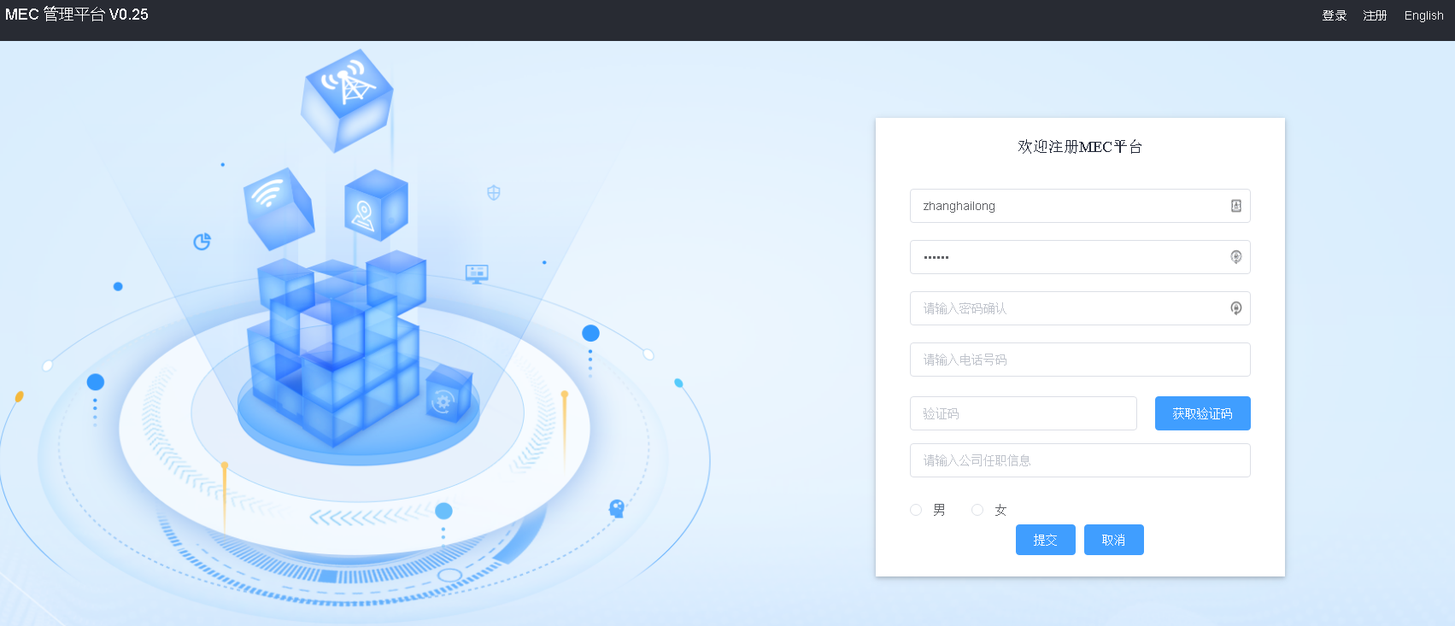 MEC 管理平台 V0.25
登录 注册 English
欢迎注册MEC平台
zhanghailong
••••••
请输入密码确认
请输入电话号码
验证码 获取验证码
请输入公司任职信息
男 女
提交 取消